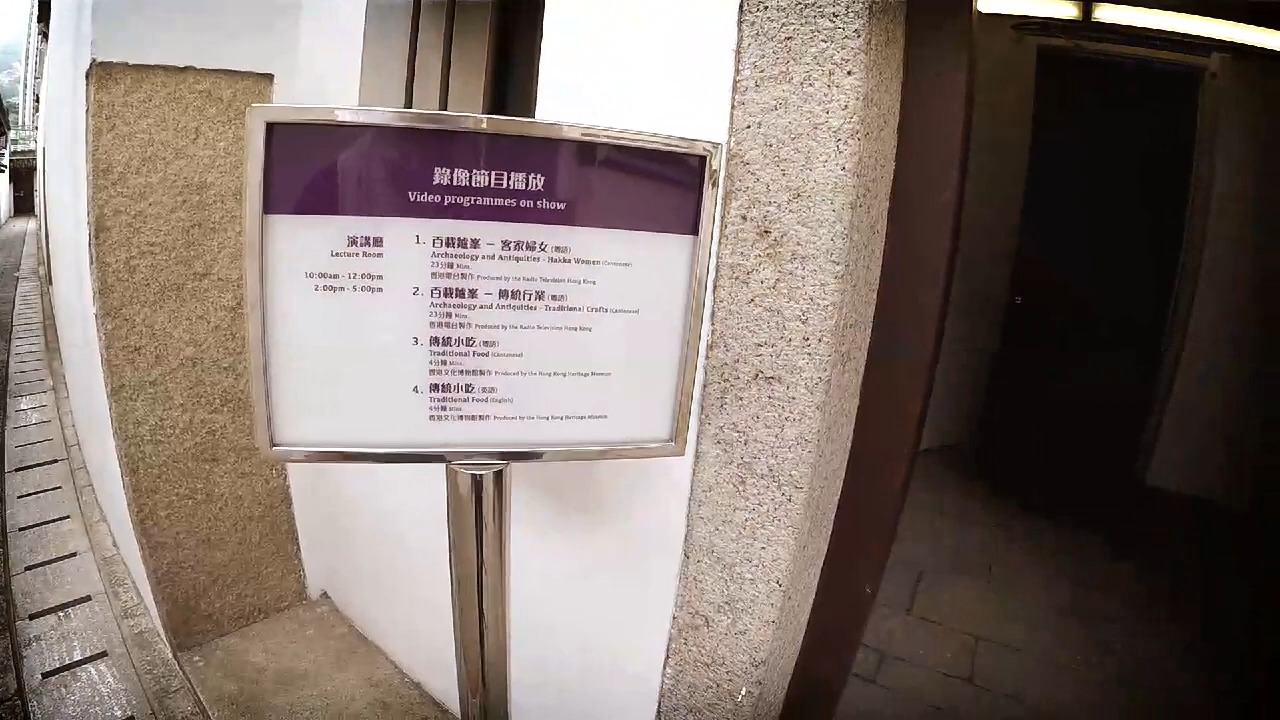 錄像節目播放
Video programmes on show
演講廳
Lecture Room
10:00am - 12:00pm
2:00pm - 5:00pm
1. 百載鑪峯 － 客家婦女 (粵語)
Archaeology and Antiquities - Hakka Women (Cantonese)
23分鐘 Mins.
香港電台製作 Produced by the Radio Television Hong Kong
2. 百載鑪峯 － 傳統行業 (粵語)
Archaeology and Antiquities - Traditional Crafts (Cantonese)
23分鐘 Mins.
香港電台製作 Produced by the Radio Television Hong Kong
3. 傳統小吃 (粵語)
Traditional Food (Cantonese)
4分鐘 Mins.
香港文化博物館製作 Produced by the Hong Kong Heritage Museum
4. 傳統小吃 (英語)
Traditional Food (English)
4分鐘 Mins.
香港文化博物館製作 Produced by the Hong Kong Heritage Museum